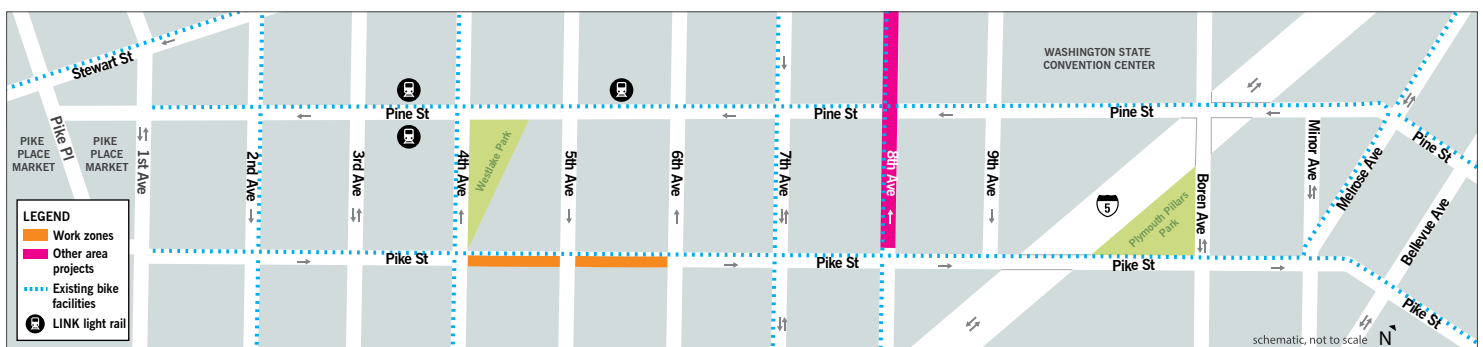 WASHINGTON STATE
CONVENTION CENTER
Stewart St
Pine St
Pine St
Pine St
Pine St
PIKE
PLACE
MARKET
Pike Pl
PIKE
PLACE
MARKET
1st Ave
2nd Ave
3rd Ave
4th Ave
Westlake Park
5th Ave
6th Ave
7th Ave
8th Ave
9th Ave
5
Plymouth Pillars
Park
Boren Ave
Minor Ave
Melrose Ave
Bellevue Ave
Pike St
Pike St
Pike St
Pike St
LEGEND
Work zones
Other area
projects
Existing bike
facilities
LINK light rail
schematic, not to scale
N